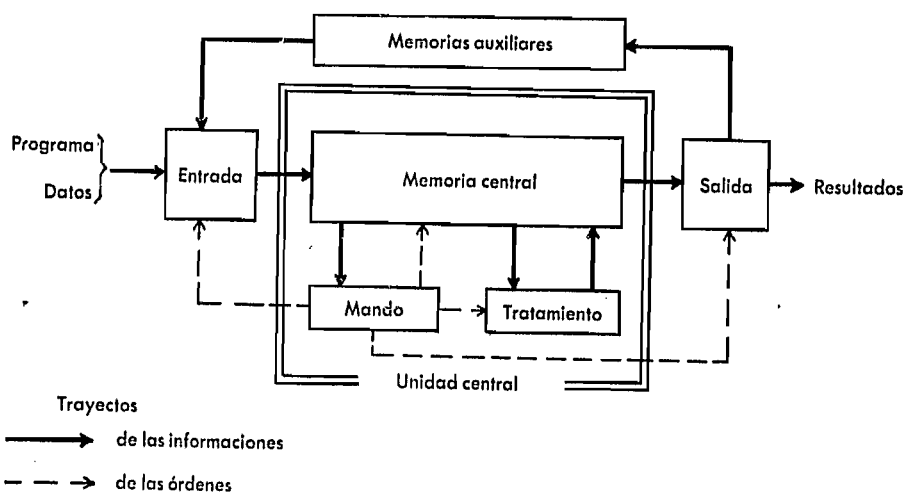 Memorias auxiliares
Programa
Datos
Entrada
Memoria central
Salida
Resultados
Mando
Tratamiento
Unidad central
Trayectos
de las informaciones
de las órdenes